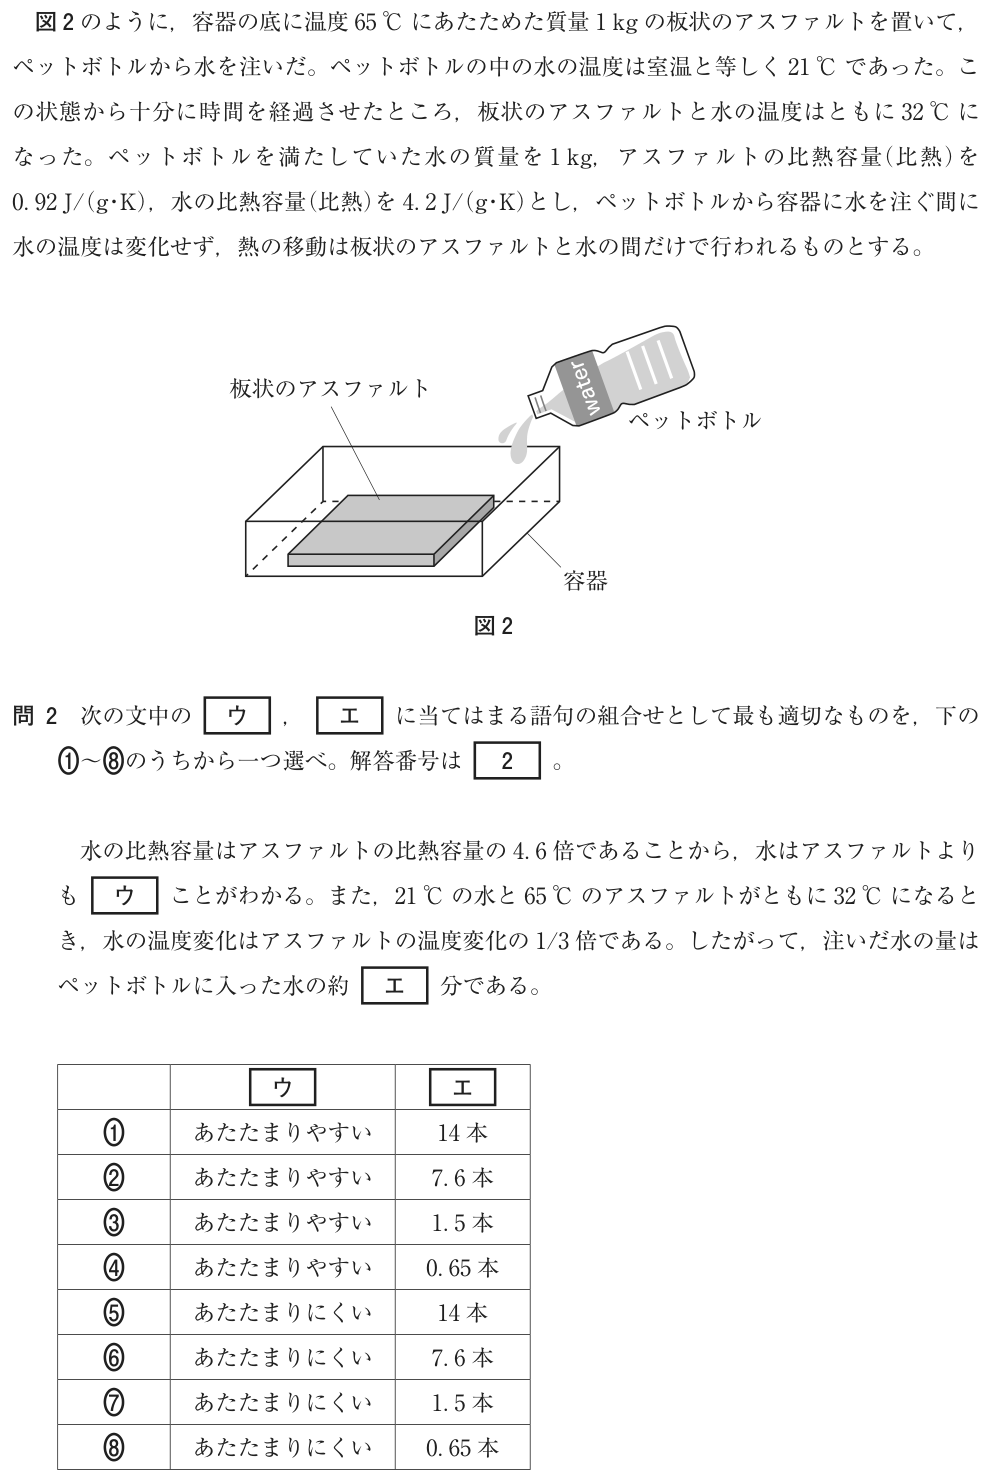 図2のように，容器の底に温度65℃にあたためた質量1kgの板状のアスファルトを置いて，
ペットボトルから水を注いだ。ペットボトルの中の水の温度は室温と等しく21℃であった。こ
の状態から十分に時間を経過させたところ，板状のアスファルトと水の温度はともに32℃に
なった。ペットボトルを満たしていた水の質量を1kg，アスファルトの比熱容量(比熱)を
0.92J/(g・K)，水の比熱容量(比熱)を4.2J/(g・K)とし，ペットボトルから容器に水を注ぐ間に
水の温度は変化せず，熱の移動は板状のアスファルトと水の間だけで行われるものとする。
板状のアスファルト
water
ペットボトル
容器
図2
問2 次の文中の ウ ， エ に当てはまる語句の組合せとして最も適切なものを，下の
①～⑧のうちから一つ選べ。解答番号は 2 。
水の比熱容量はアスファルトの比熱容量の4.6倍であることから，水はアスファルトより
も ウ ことがわかる。また，21℃の水と65℃のアスファルトがともに32℃になると
き，水の温度変化はアスファルトの温度変化の1/3倍である。したがって，注いだ水の量は
ペットボトルに入った水の約 エ 分である。
ウ エ
① あたたまりやすい 14本
② あたたまりやすい 7.6本
③ あたたまりやすい 1.5本
④ あたたまりやすい 0.65本
⑤ あたたまりにくい 14本
⑥ あたたまりにくい 7.6本
⑦ あたたまりにくい 1.5本
⑧ あたたまりにくい 0.65本